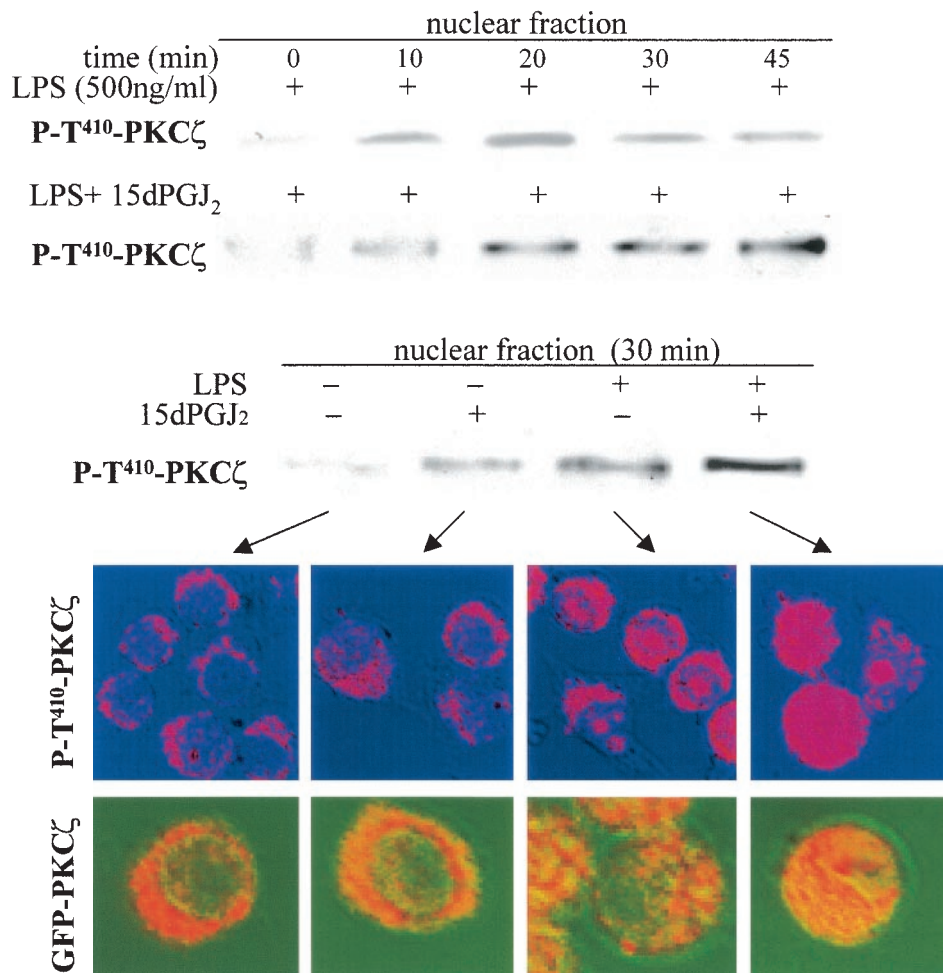 nuclear fraction
time (min) 0 10 20 30 45
LPS (500ng/ml) + + + + +
P-T⁴¹⁰-PKCζ
LPS+ 15dPGJ₂ + + + + +
P-T⁴¹⁰-PKCζ
nuclear fraction (30 min)
LPS – – + +
15dPGJ₂ – + – +
P-T⁴¹⁰-PKCζ
P-T⁴¹⁰-PKCζ
GFP-PKCζ